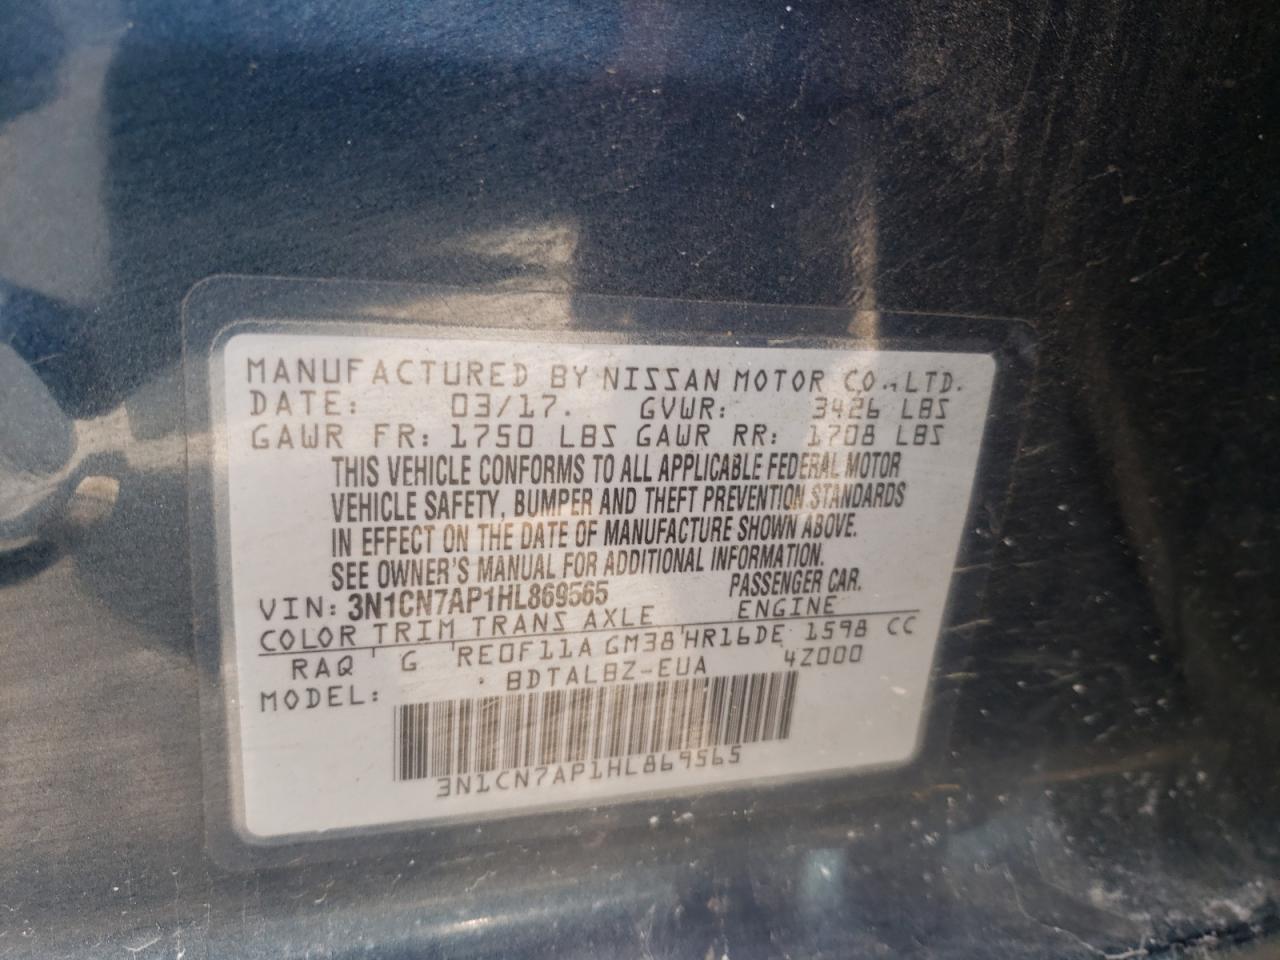 MANUFACTURED BY NISSAN MOTOR CO., LTD.
DATE: 03/17. GVWR: 3426 LBS
GAWR FR: 1750 LBS GAWR RR: 1708 LBS
THIS VEHICLE CONFORMS TO ALL APPLICABLE FEDERAL MOTOR
VEHICLE SAFETY, BUMPER AND THEFT PREVENTION STANDARDS
IN EFFECT ON THE DATE OF MANUFACTURE SHOWN ABOVE.
SEE OWNER'S MANUAL FOR ADDITIONAL INFORMATION.
VIN: 3N1CN7AP1HL869565 PASSENGER CAR.
COLOR TRIM TRANS AXLE ENGINE
RAQ G RE0F11A GM38 HR16DE 1598 CC
MODEL: BDTALBZ-EUA 4Z000
3N1CN7AP1HL869565